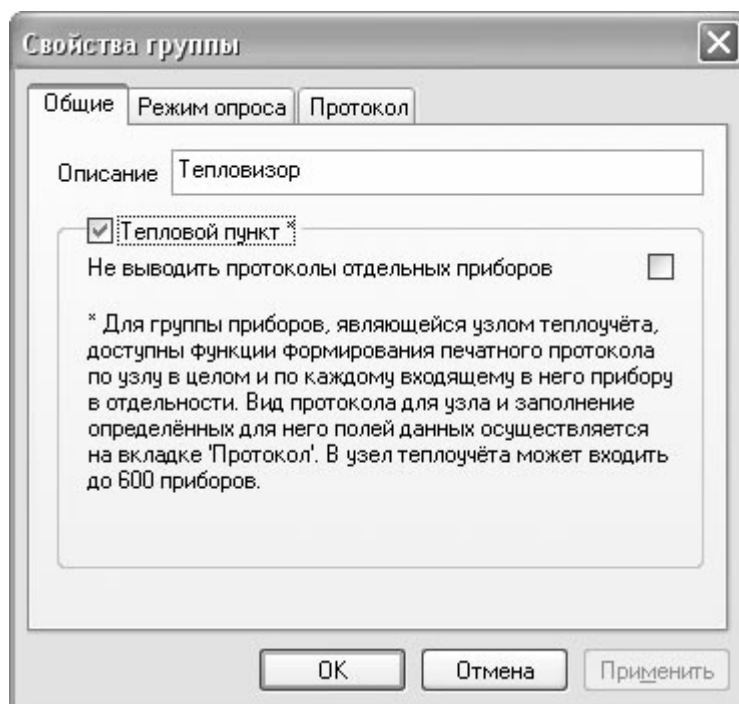 Свойства группы
Общие Режим опроса Протокол
Описание Тепловизор
Тепловой пункт *
Не выводить протоколы отдельных приборов
* Для группы приборов, являющейся узлом теплоучёта,
доступны функции формирования печатного протокола
по узлу в целом и по каждому входящему в него прибору
в отдельности. Вид протокола для узла и заполнение
определённых для него полей данных осуществляется
на вкладке 'Протокол'. В узел теплоучёта может входить
до 600 приборов.
OK Отмена Применить